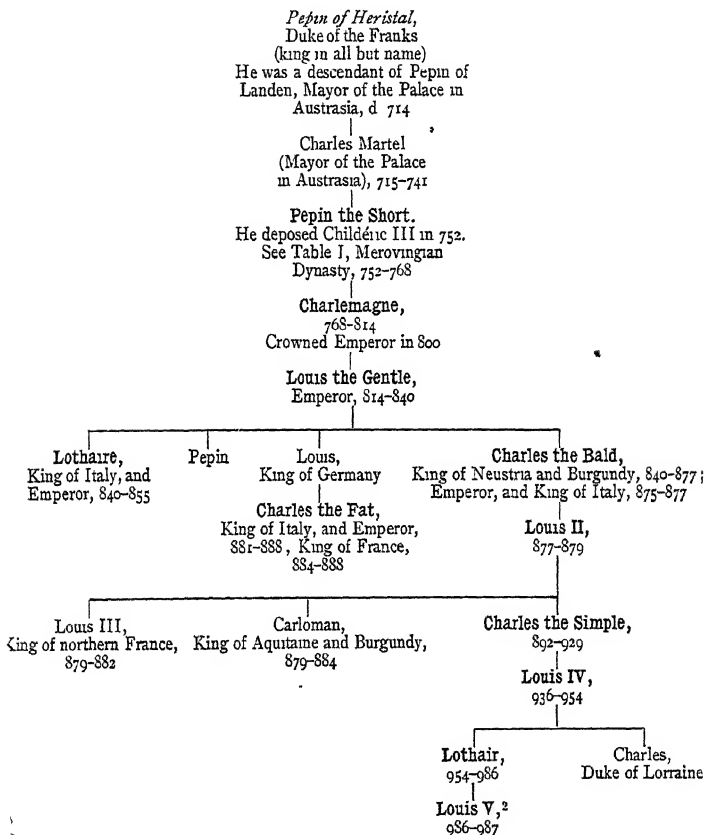 Pepin of Heristal,
Duke of the Franks
(king in all but name)
He was a descendant of Pepin of
Landen, Mayor of the Palace in
Austrasia, d 714
Charles Martel
(Mayor of the Palace
in Austrasia), 715–741
Pepin the Short.
He deposed Childéric III in 752.
See Table I, Merovingian
Dynasty, 752–768
Charlemagne,
768–814
Crowned Emperor in 800
Louis the Gentle,
Emperor, 814–840
Lothaire,
King of Italy, and
Emperor, 840–855
Pepin
Louis,
King of Germany
Charles the Fat,
King of Italy, and Emperor,
881–888, King of France,
884–888
Charles the Bald,
King of Neustria and Burgundy, 840–877;
Emperor, and King of Italy, 875–877
Louis II,
877–879
Louis III,
King of northern France,
879–882
Carloman,
King of Aquitaine and Burgundy,
879–884
Charles the Simple,
892–929
Louis IV,
936–954
Lothair,
954–986
Charles,
Duke of Lorraine
Louis V,²
986–987